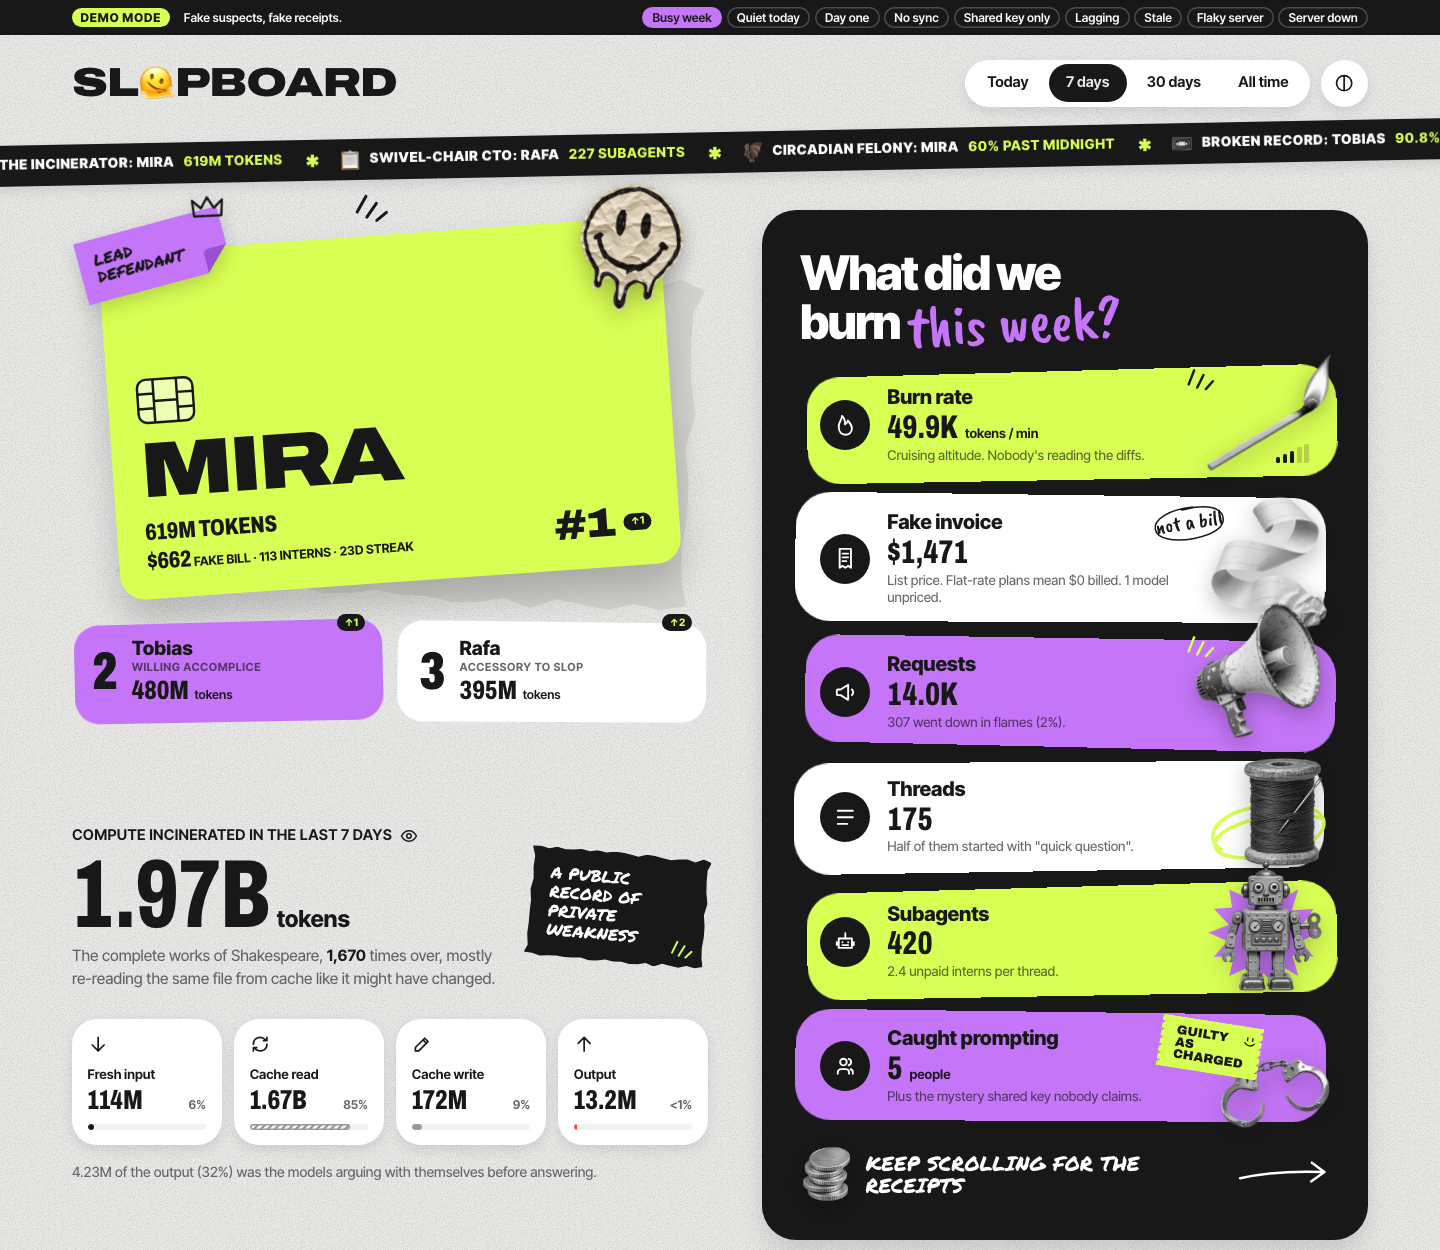 DEMO MODE
Fake suspects, fake receipts.
Busy week
Quiet today
Day one
No sync
Shared key only
Lagging
Stale
Flaky server
Server down
SL🫠PBOARD
Today
7 days
30 days
All time
THE INCINERATOR: MIRA 619M TOKENS ✱ SWIVEL-CHAIR CTO: RAFA 227 SUBAGENTS ✱ CIRCADIAN FELONY: MIRA 60% PAST MIDNIGHT ✱ BROKEN RECORD: TOBIAS 90.8%
LEAD
DEFENDANT
MIRA
619M TOKENS
$662 FAKE BILL · 113 INTERNS · 23D STREAK
#1 ↑1
2
Tobias
WILLING ACCOMPLICE
480M tokens
↑1
3
Rafa
ACCESSORY TO SLOP
395M tokens
↑2
COMPUTE INCINERATED IN THE LAST 7 DAYS
1.97B tokens
The complete works of Shakespeare, 1,670 times over, mostly
re-reading the same file from cache like it might have changed.
A PUBLIC
RECORD OF
PRIVATE
WEAKNESS
Fresh input
114M 6%
Cache read
1.67B 85%
Cache write
172M 9%
Output
13.2M <1%
4.23M of the output (32%) was the models arguing with themselves before answering.
What did we
burn this week?
Burn rate
49.9K tokens / min
Cruising altitude. Nobody's reading the diffs.
Fake invoice
$1,471
List price. Flat-rate plans mean $0 billed. 1 model
unpriced.
not a bill
Requests
14.0K
307 went down in flames (2%).
Threads
175
Half of them started with "quick question".
Subagents
420
2.4 unpaid interns per thread.
Caught prompting
5 people
Plus the mystery shared key nobody claims.
GUILTY
AS
CHARGED
KEEP SCROLLING FOR THE
RECEIPTS